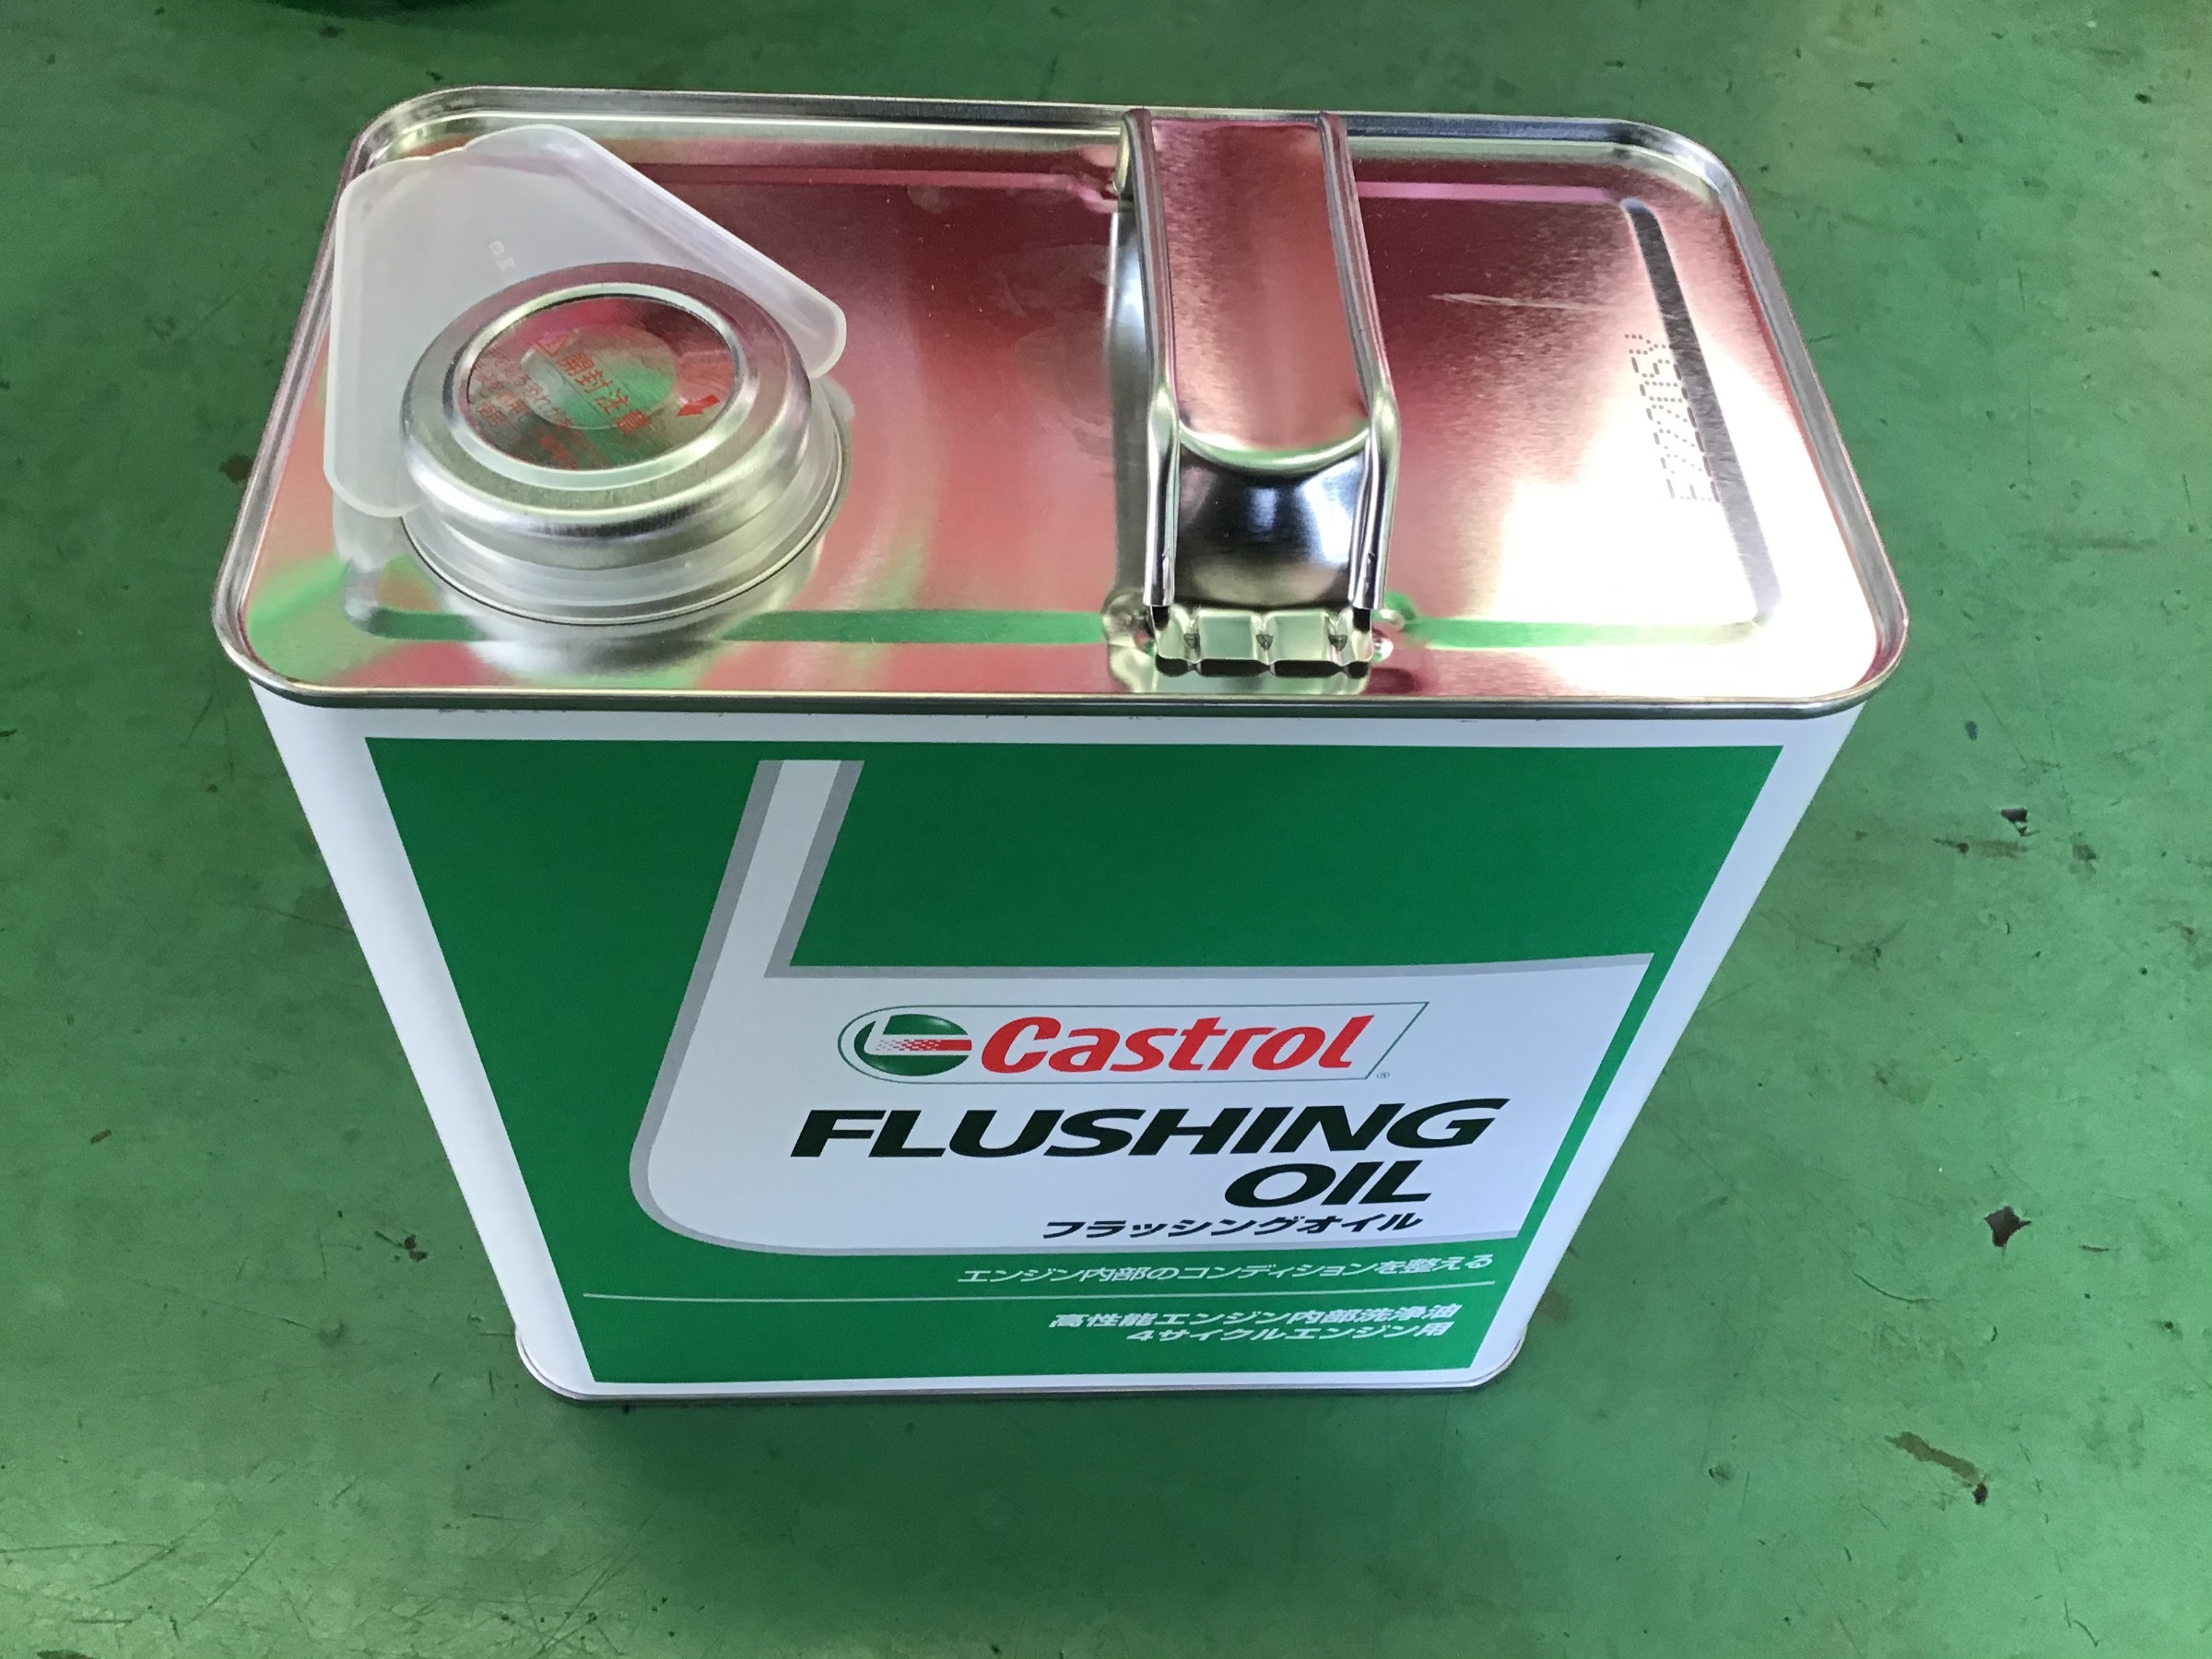 開封注意
EZZZ05Y
Castrol
FLUSHING
OIL
フラッシングオイル
エンジン内部のコンディションを整える
高性能エンジン内部洗浄油
4サイクルエンジン用